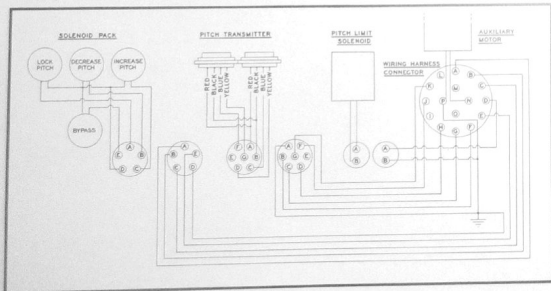 SOLENOID PACK
LOCK PITCH
DECREASE PITCH
INCREASE PITCH
BYPASS
A
E B
D C
PITCH TRANSMITTER
RED
BLACK
BLUE
YELLOW
RED
BLACK
BLUE
YELLOW
A
B E
C D
L A
E G B
D C
A F
B G E
C D
PITCH LIMIT
SOLENOID
A
B
A
B
AUXILIARY
MOTOR
WIRING HARNESS
CONNECTOR
A
L B
K M C
J P N D
I O E
H G F